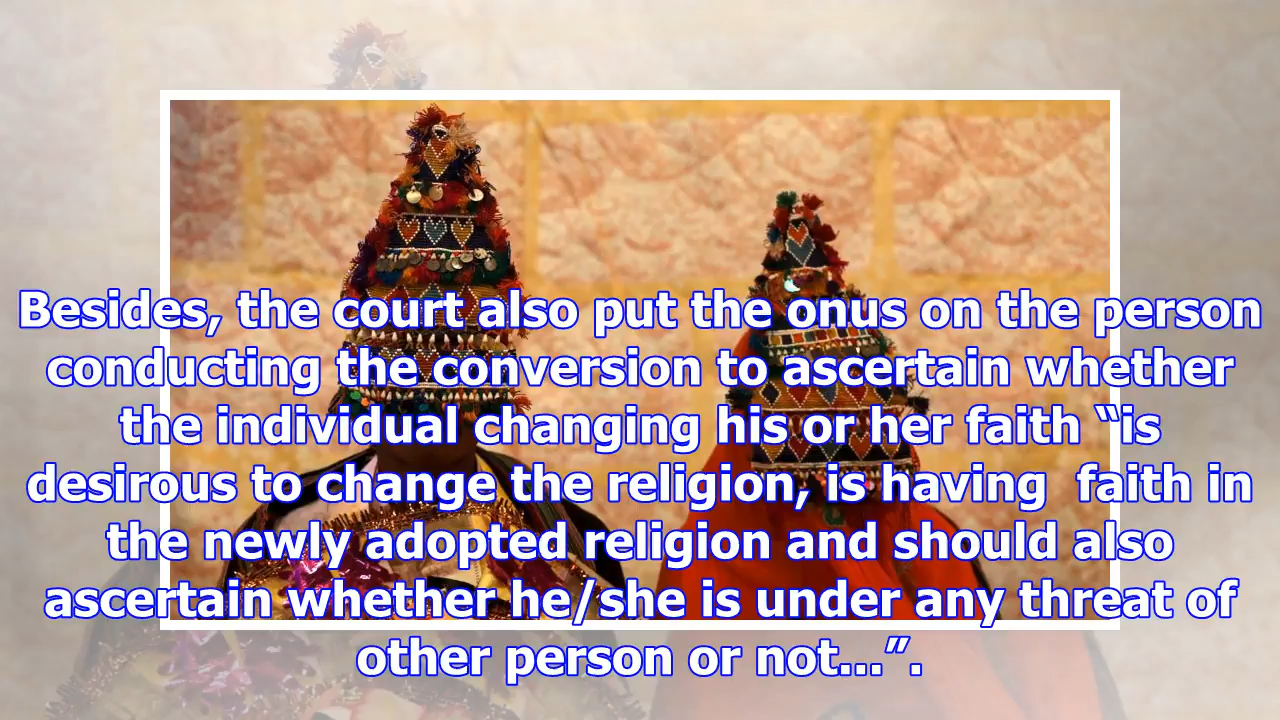 Besides, the court also put the onus on the person
conducting the conversion to ascertain whether
the individual changing his or her faith “is
desirous to change the religion, is having  faith in
the newly adopted religion and should also
ascertain whether he/she is under any threat of
other person or not...”.